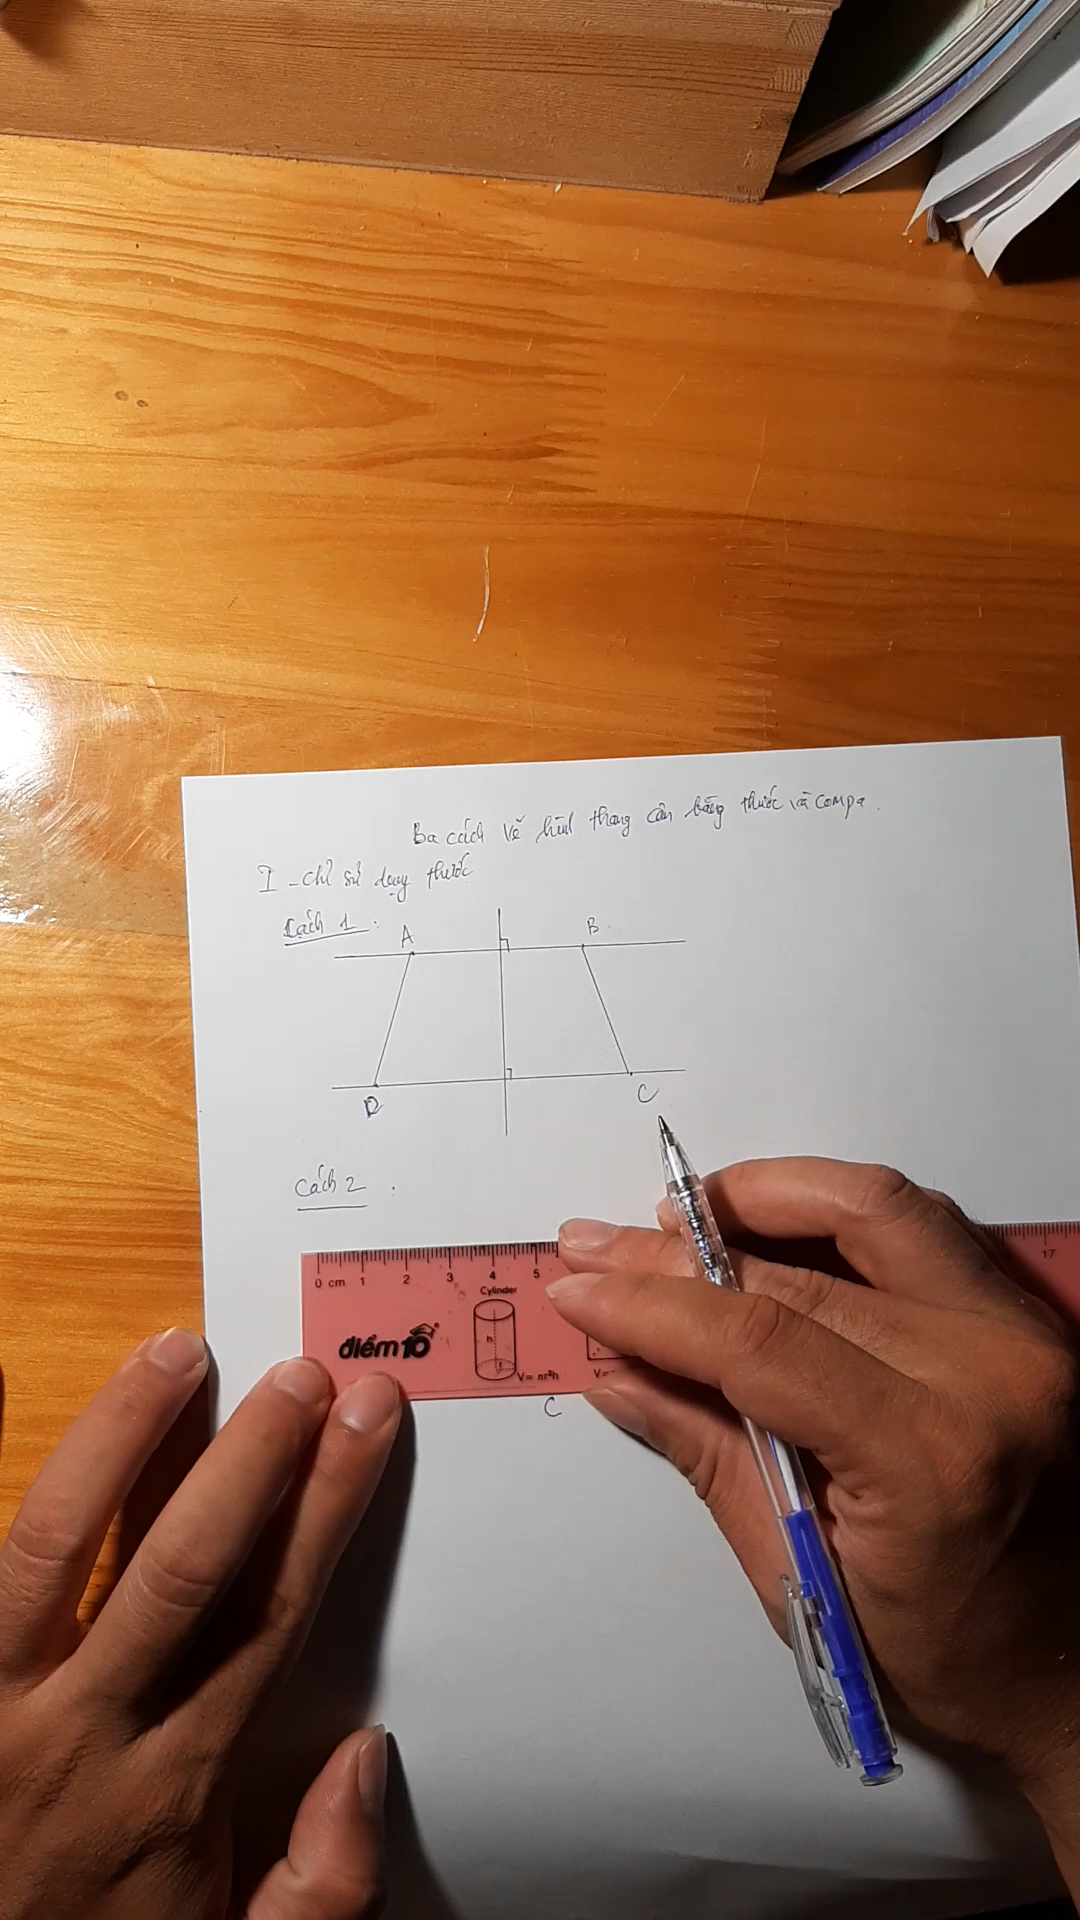 Ba cách vẽ hình thang cân bằng thước và compa.
I - chỉ sử dụng thước
Cách 1 :
A B
D C
Cách 2 .
0 cm 1 2 3 4 5 17
Cylinder
h
r
điểm 10
V= πr²h V=
C